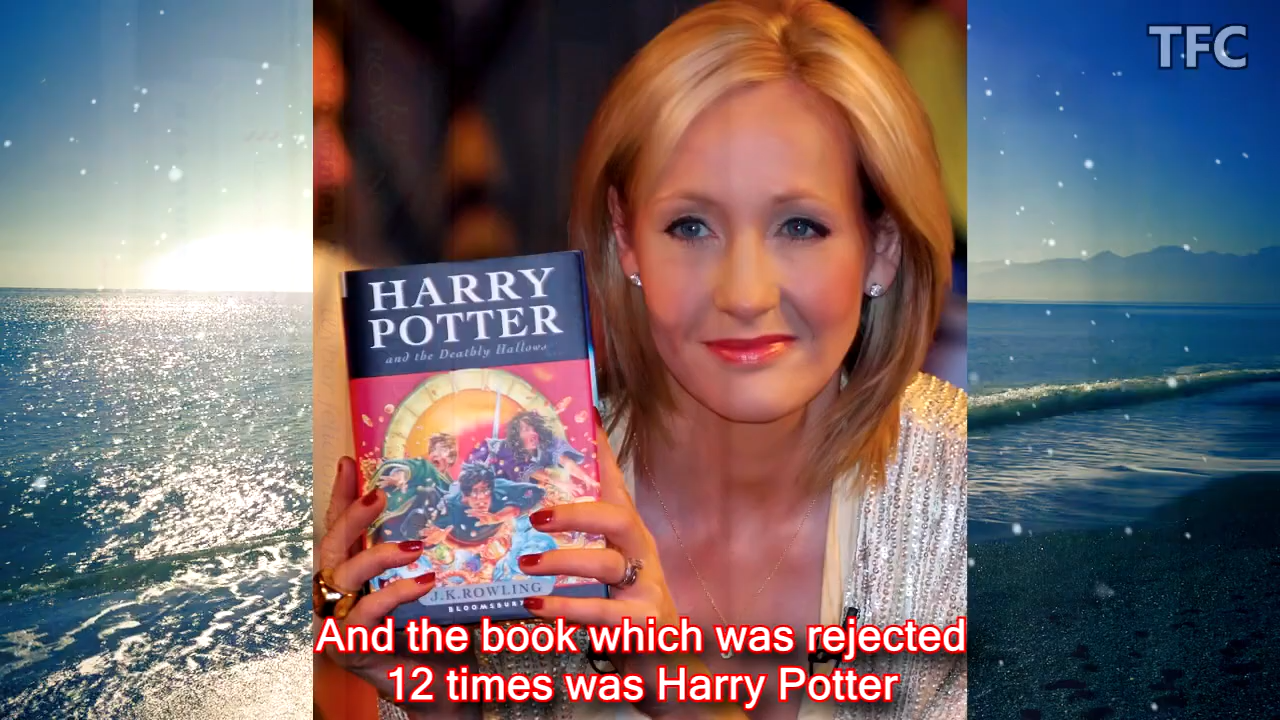 TFC
HARRY
POTTER
and the Deathly Hallows
J.K.ROWLING
BLOOMSBURY
And the book which was rejected
12 times was Harry Potter